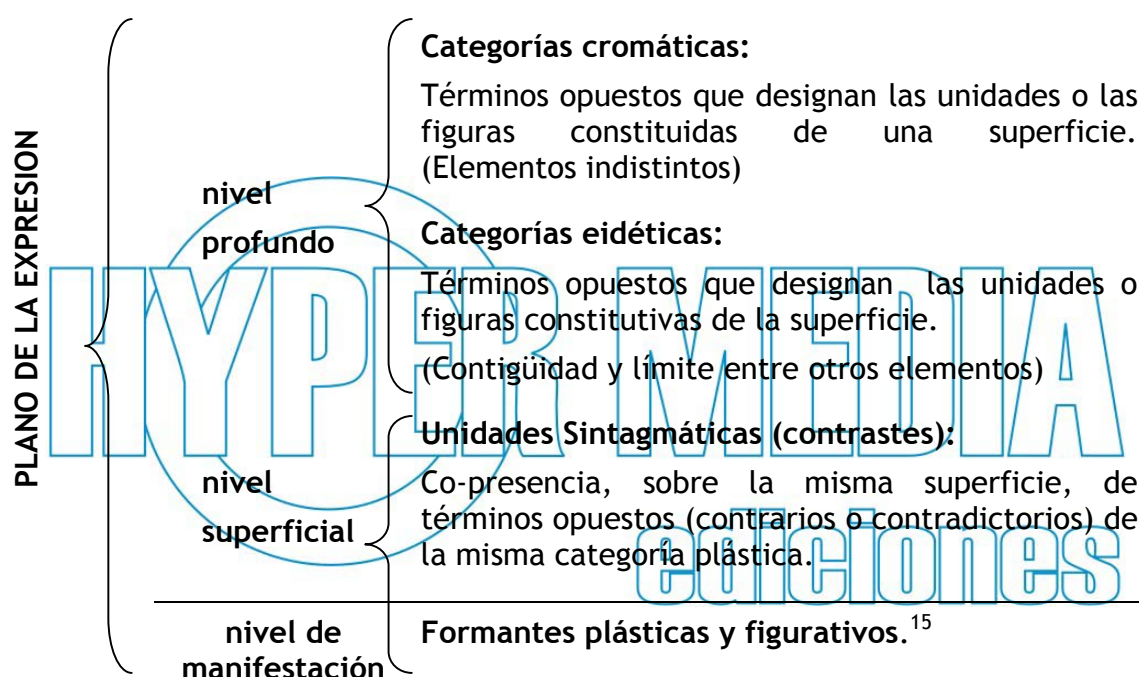 PLANO DE LA EXPRESION
nivel
profundo
Categorías cromáticas:
Términos opuestos que designan las unidades o las
figuras constituidas de una superficie.
(Elementos indistintos)
Categorías eidéticas:
Términos opuestos que designan las unidades o
figuras constitutivas de la superficie.
(Contigüidad y límite entre otros elementos)
nivel
superficial
Unidades Sintagmáticas (contrastes):
Co-presencia, sobre la misma superficie, de
términos opuestos (contrarios o contradictorios) de
la misma categoría plástica.
nivel de
manifestación
Formantes plásticas y figurativos.15
HYPER MEDIA
ediciones